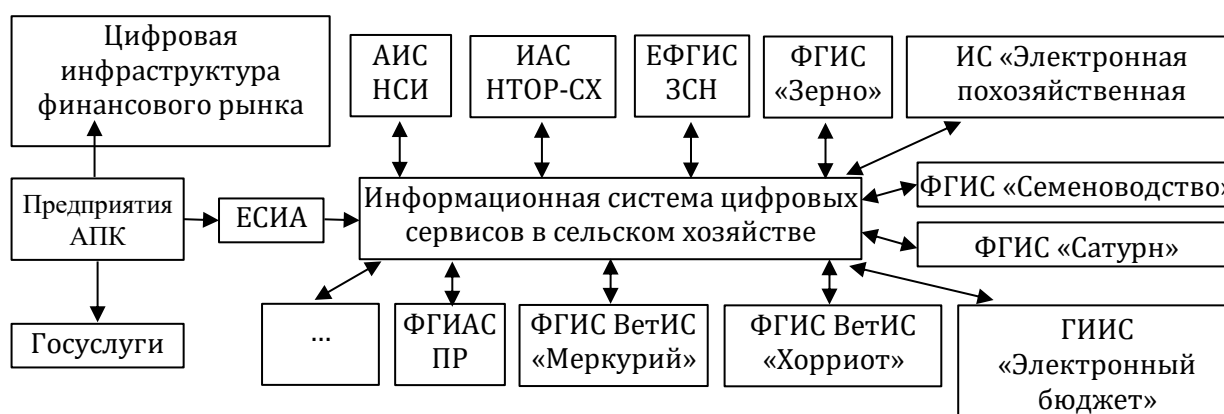 Цифровая
инфраструктура
финансового рынка
АИС
НСИ
ИАС
НТОР-СХ
ЕФГИС
ЗСН
ФГИС
«Зерно»
ИС «Электронная
похозяйственная
Предприятия
АПК
ЕСИА
Информационная система цифровых
сервисов в сельском хозяйстве
ФГИС «Семеноводство»
ФГИС «Сатурн»
Госуслуги
...
ФГИАС
ПР
ФГИС ВетИС
«Меркурий»
ФГИС ВетИС
«Хорриот»
ГИИС
«Электронный
бюджет»